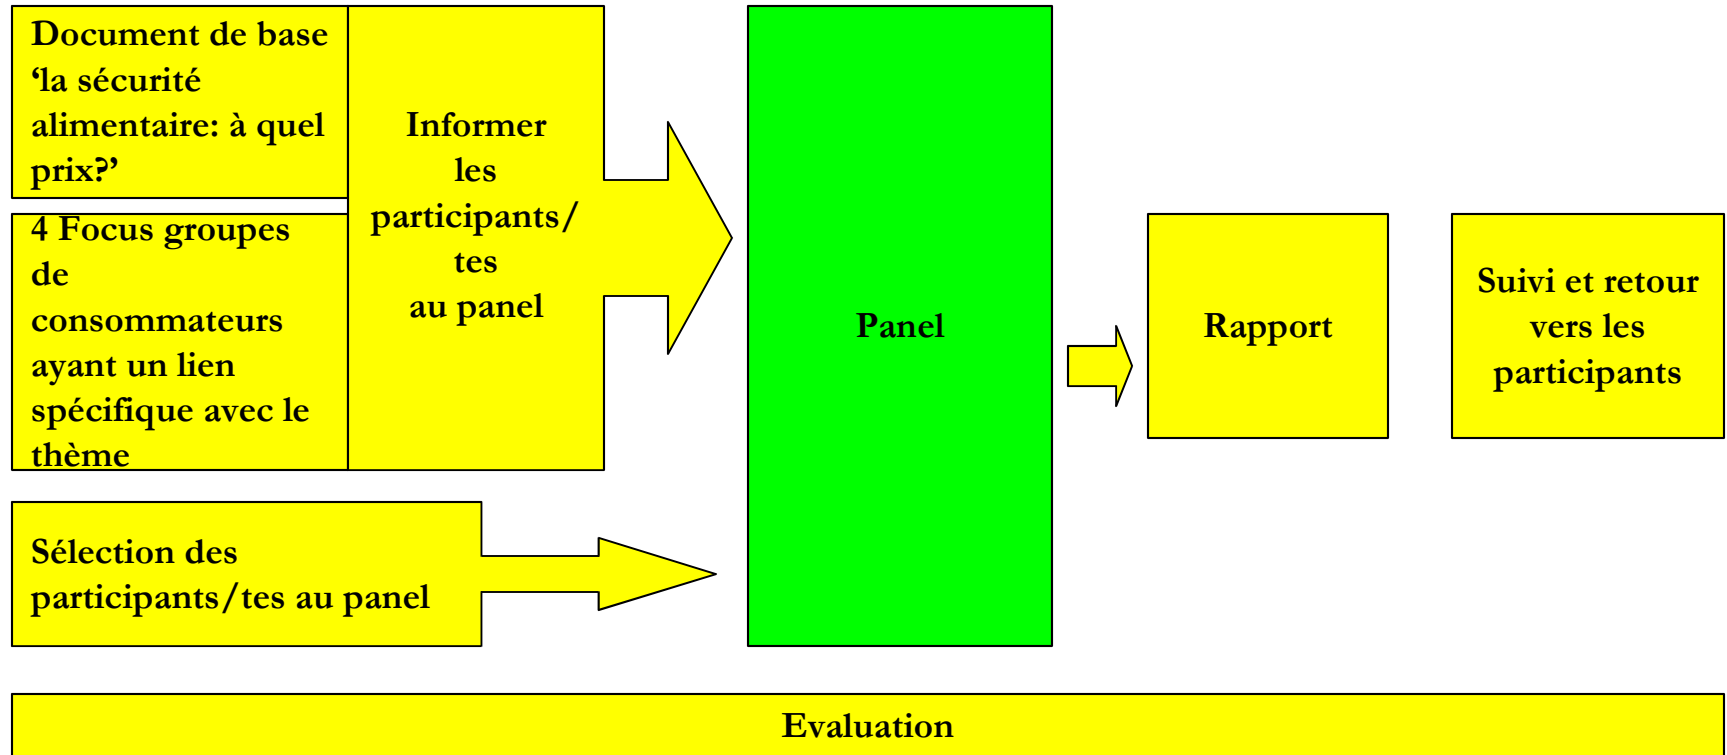 Document de base
‘la sécurité
alimentaire: à quel
prix?’
4 Focus groupes
de
consommateurs
ayant un lien
spécifique avec le
thème
Informer
les
participants/
tes
au panel
Sélection des
participants/tes au panel
Panel
Rapport
Suivi et retour
vers les
participants
Evaluation